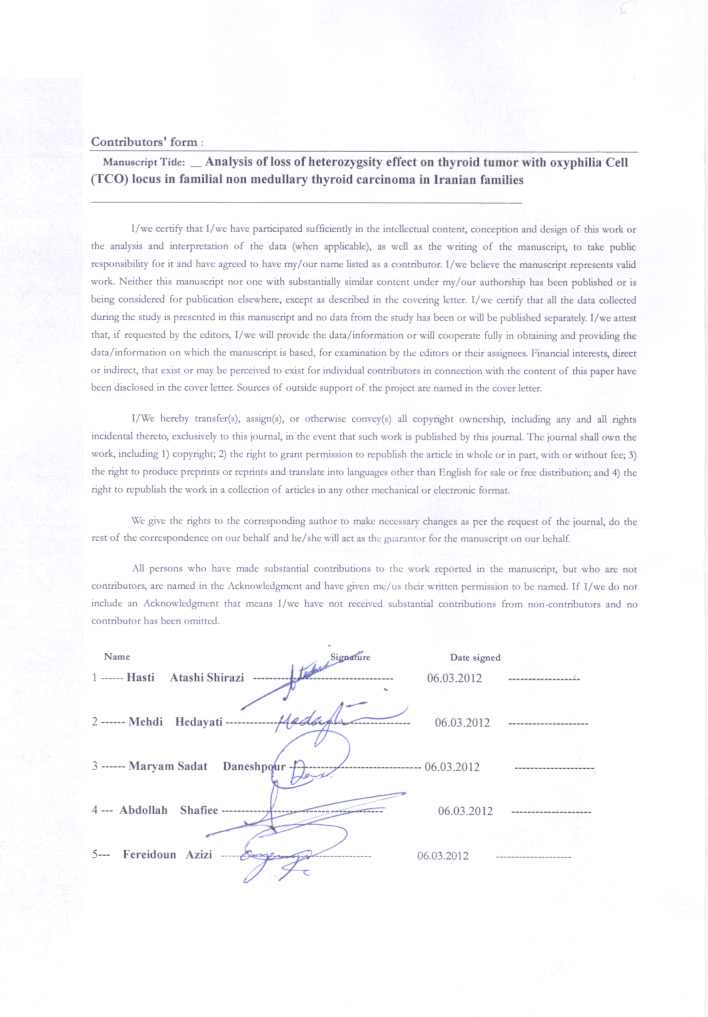 Contributors' form :
Manuscript Title: __ Analysis of loss of heterozygsity effect on thyroid tumor with oxyphilia Cell
(TCO) locus in familial non medullary thyroid carcinoma in Iranian families
I/we certify that I/we have participated sufficiently in the intellectual content, conception and design of this work or
the analysis and interpretation of the data (when applicable), as well as the writing of the manuscript, to take public
responsibility for it and have agreed to have my/our name listed as a contributor. I/we believe the manuscript represents valid
work. Neither this manuscript nor one with substantially similar content under my/our authorship has been published or is
being considered for publication elsewhere, except as described in the covering letter. I/we certify that all the data collected
during the study is presented in this manuscript and no data from the study has been or will be published separately. I/we attest
that, if requested by the editors, I/we will provide the data/information or will cooperate fully in obtaining and providing the
data/information on which the manuscript is based, for examination by the editors or their assignees. Financial interests, direct
or indirect, that exist or may be perceived to exist for individual contributors in connection with the content of this paper have
been disclosed in the cover letter. Sources of outside support of the project are named in the cover letter.
I/We hereby transfer(s), assign(s), or otherwise convey(s) all copyright ownership, including any and all rights
incidental thereto, exclusively to this journal, in the event that such work is published by this journal. The journal shall own the
work, including 1) copyright; 2) the right to grant permission to republish the article in whole or in part, with or without fee; 3)
the right to produce preprints or reprints and translate into languages other than English for sale or free distribution; and 4) the
right to republish the work in a collection of articles in any other mechanical or electronic format.
We give the rights to the corresponding author to make necessary changes as per the request of the journal, do the
rest of the correspondence on our behalf and he/she will act as the guarantor for the manuscript on our behalf.
All persons who have made substantial contributions to the work reported in the manuscript, but who are not
contributors, are named in the Acknowledgment and have given me/us their written permission to be named. If I/we do not
include an Acknowledgment that means I/we have not received substantial contributions from non-contributors and no
contributor has been omitted.
Name Signature Date signed
1 ------ Hasti Atashi Shirazi ------------------------------------ 06.03.2012 ------------------
2 ------ Mehdi Hedayati ---------------- Hedayti ---------------- 06.03.2012 --------------------
3 ------ Maryam Sadat Daneshpour ---------------------------------- 06.03.2012 --------------------
4 --- Abdollah Shafiee ------------------------------------------ 06.03.2012 --------------------
5--- Fereidoun Azizi -------------------------------------- 06.03.2012 -------------------